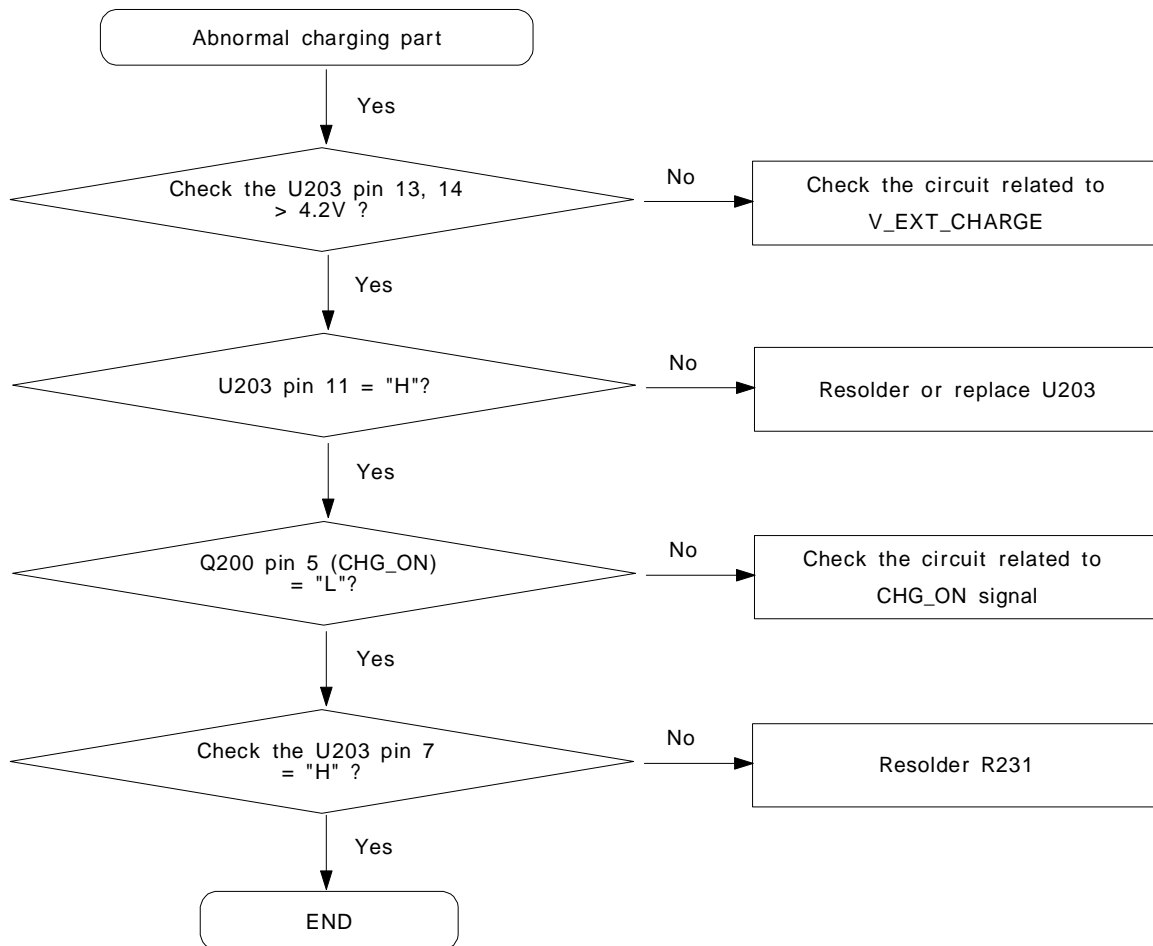 Abnormal charging part
Yes
Check the U203 pin 13, 14
> 4.2V ?
No
Check the circuit related to
V_EXT_CHARGE
Yes
U203 pin 11 = "H"?
No
Resolder or replace U203
Yes
Q200 pin 5 (CHG_ON)
= "L"?
No
Check the circuit related to
CHG_ON signal
Yes
Check the U203 pin 7
= "H" ?
No
Resolder R231
Yes
END